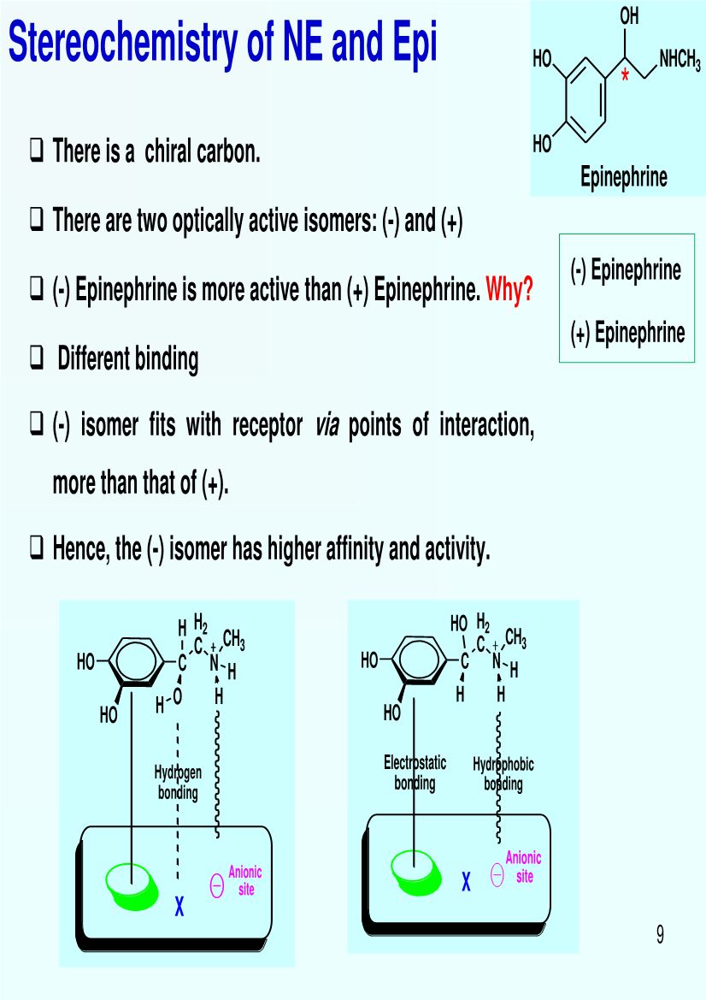 Stereochemistry of NE and Epi
OH
HO
NHCH3
*
HO
Epinephrine
❑ There is a chiral carbon.
❑ There are two optically active isomers: (-) and (+)
❑ (-) Epinephrine is more active than (+) Epinephrine. Why?
❑ Different binding
❑ (-) isomer fits with receptor via points of interaction,
more than that of (+).
❑ Hence, the (-) isomer has higher affinity and activity.
(-) Epinephrine
(+) Epinephrine
H H2
C + CH3
HO C N H
H O H
HO
Hydrogen
bonding
Anionic
site
X
HO H2
C + CH3
HO C N H
H H
HO
Electrostatic
bonding
Hydrophobic
bonding
Anionic
site
X
9